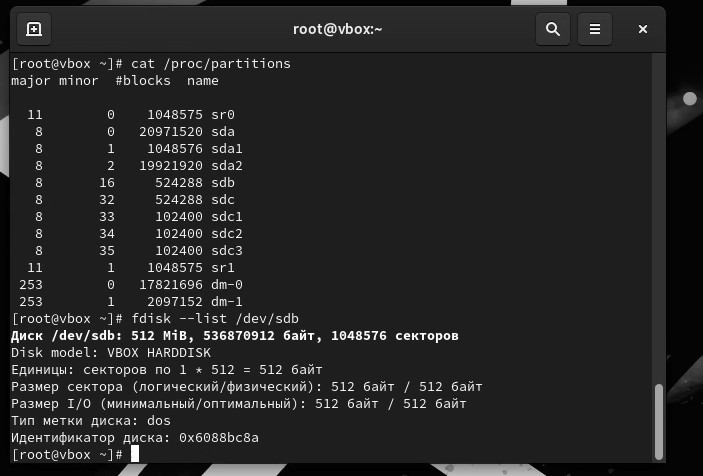 root@vbox:~
[root@vbox ~]# cat /proc/partitions
major minor  #blocks  name

  11        0    1048575 sr0
   8        0   20971520 sda
   8        1    1048576 sda1
   8        2   19921920 sda2
   8       16     524288 sdb
   8       32     524288 sdc
   8       33     102400 sdc1
   8       34     102400 sdc2
   8       35     102400 sdc3
  11        1    1048575 sr1
 253        0   17821696 dm-0
 253        1    2097152 dm-1
[root@vbox ~]# fdisk --list /dev/sdb
Диск /dev/sdb: 512 MiB, 536870912 байт, 1048576 секторов
Disk model: VBOX HARDDISK
Единицы: секторов по 1 * 512 = 512 байт
Размер сектора (логический/физический): 512 байт / 512 байт
Размер I/O (минимальный/оптимальный): 512 байт / 512 байт
Тип метки диска: dos
Идентификатор диска: 0x6088bc8a
[root@vbox ~]#